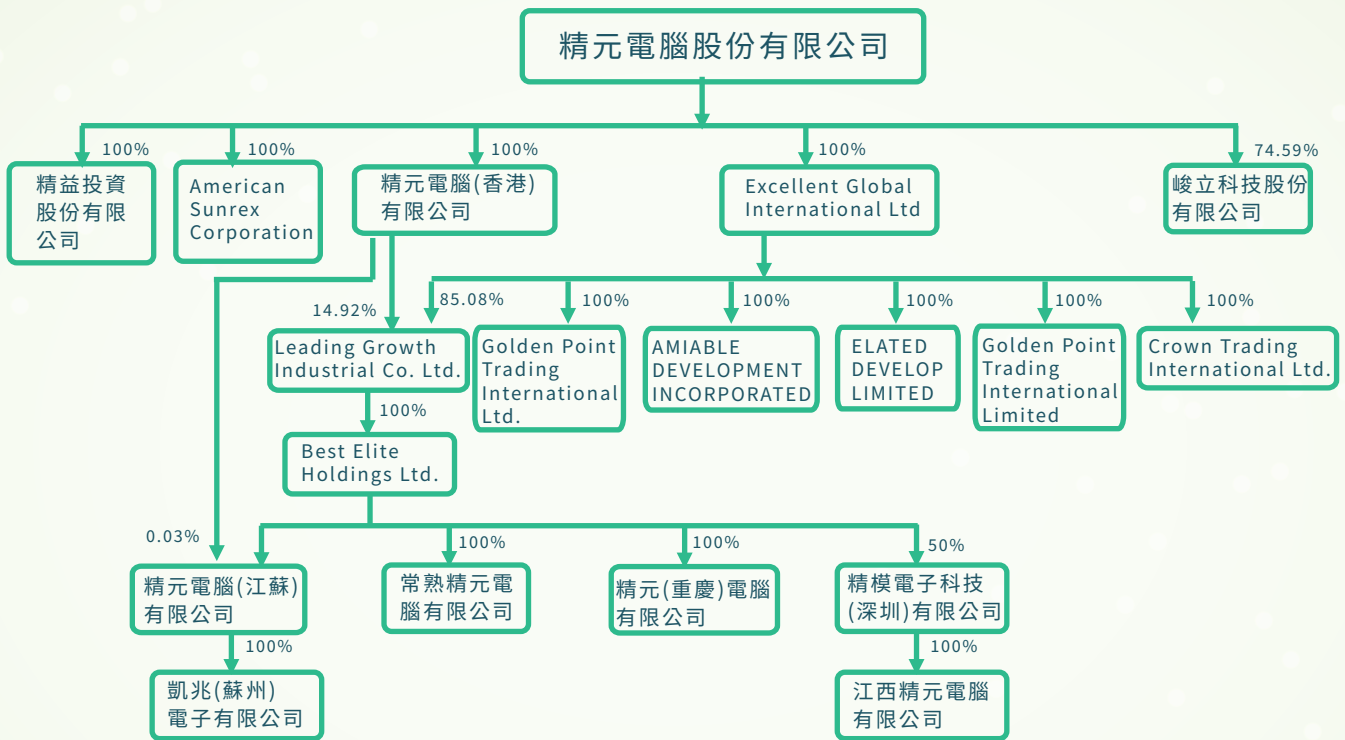 精元電腦股份有限公司
100%
100%
100%
100%
74.59%
精益投資
股份有限
公司
American
Sunrex
Corporation
精元電腦(香港)
有限公司
Excellent Global
International Ltd
峻立科技股份
有限公司
14.92%
85.08%
100%
100%
100%
100%
100%
Leading Growth
Industrial Co. Ltd.
Golden Point
Trading
International
Ltd.
AMIABLE
DEVELOPMENT
INCORPORATED
ELATED
DEVELOP
LIMITED
Golden Point
Trading
International
Limited
Crown Trading
International Ltd.
100%
Best Elite
Holdings Ltd.
0.03%
100%
100%
50%
精元電腦(江蘇)
有限公司
常熟精元電
腦有限公司
精元(重慶)電腦
有限公司
精模電子科技
(深圳)有限公司
100%
100%
凱兆(蘇州)
電子有限公司
江西精元電腦
有限公司